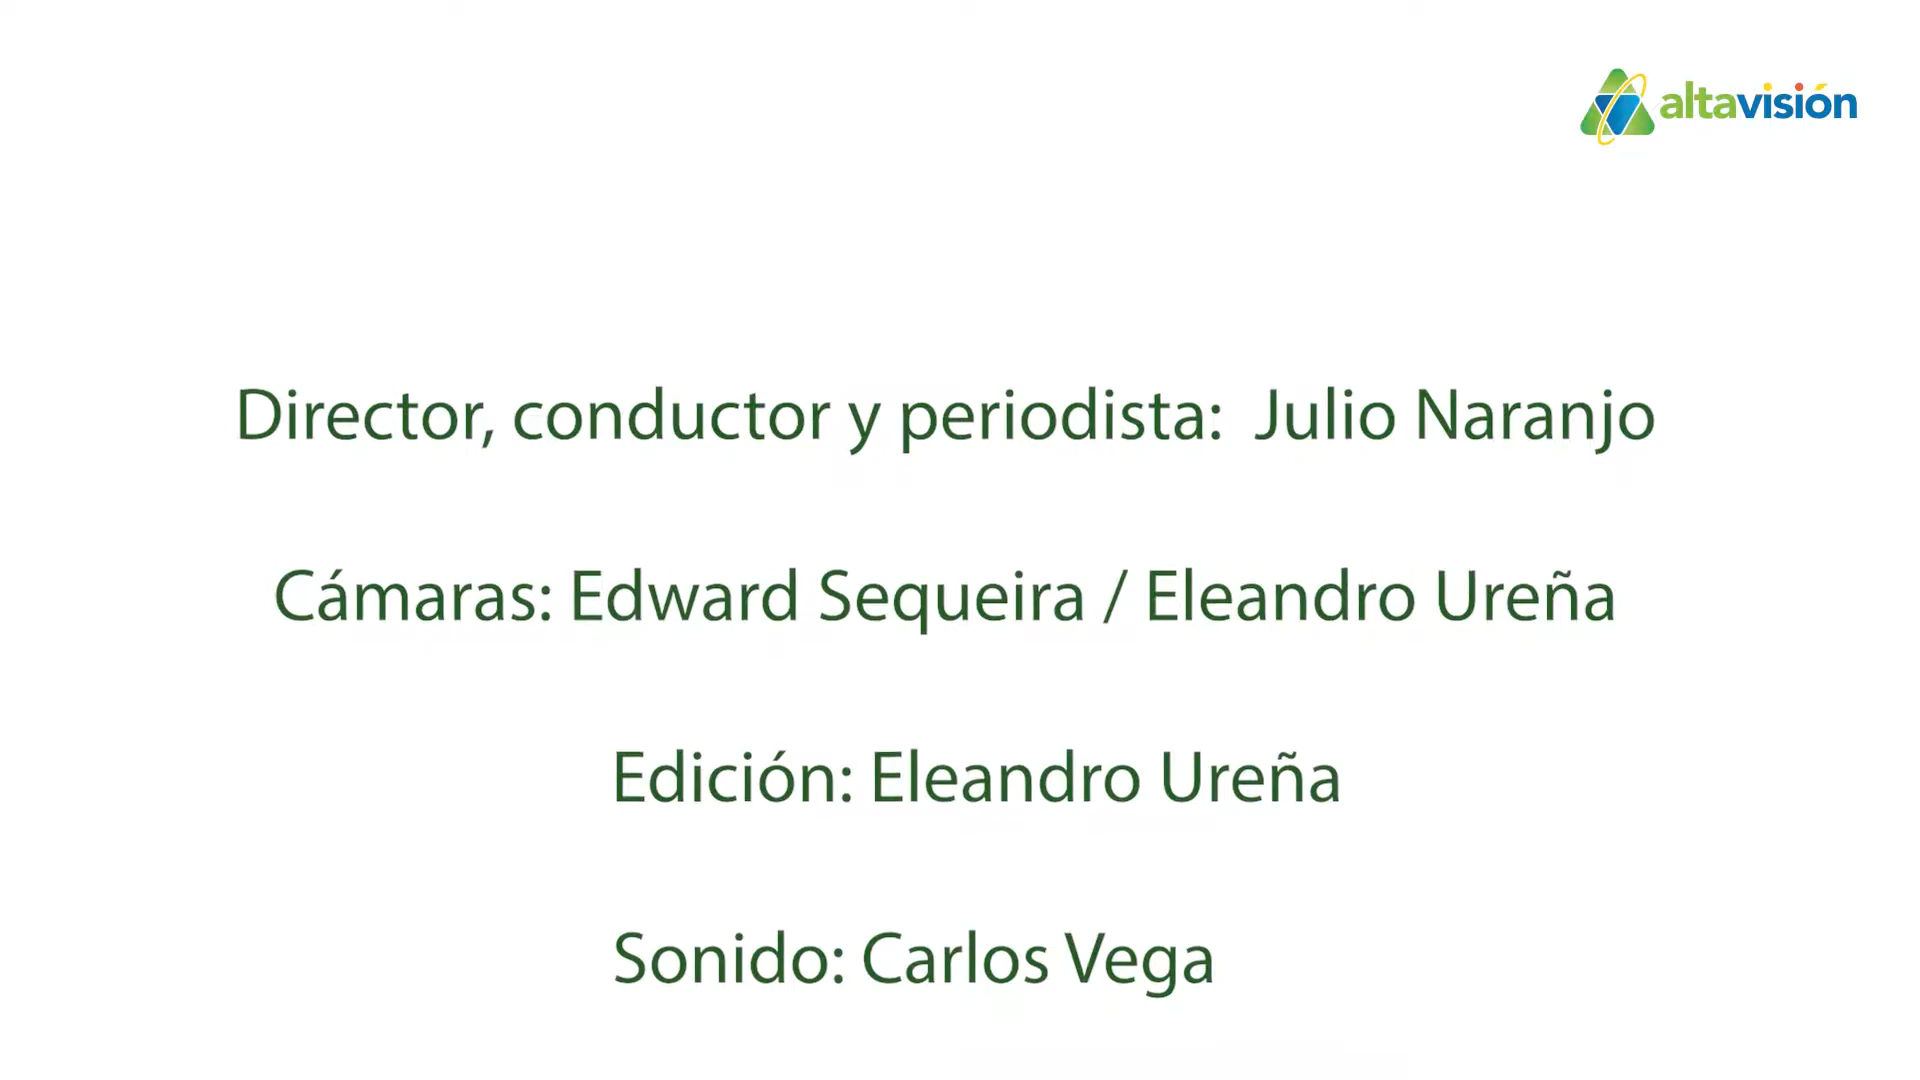 altavisión
Director, conductor y periodista: Julio Naranjo
Cámaras: Edward Sequeira / Eleandro Ureña
Edición: Eleandro Ureña
Sonido: Carlos Vega